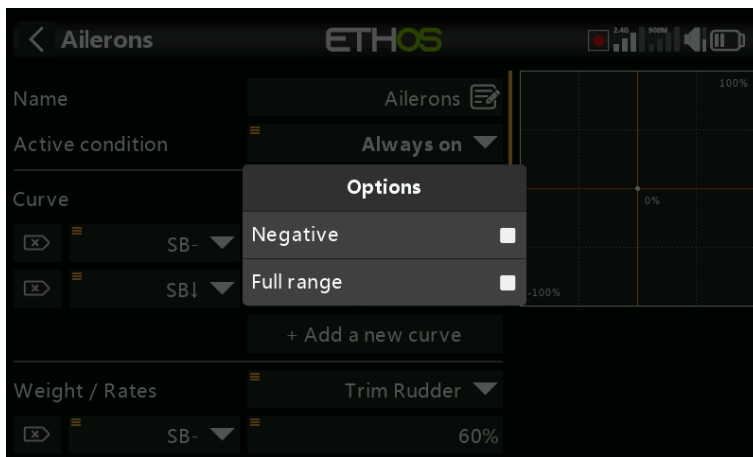 Ailerons
ETHOS
2.4G 900M
Name
Ailerons
100%
Active condition
Always on
Options
Curve
0%
SB-
Negative
SB↓
Full range
-100%
+ Add a new curve
Weight / Rates
Trim Rudder
SB-
60%